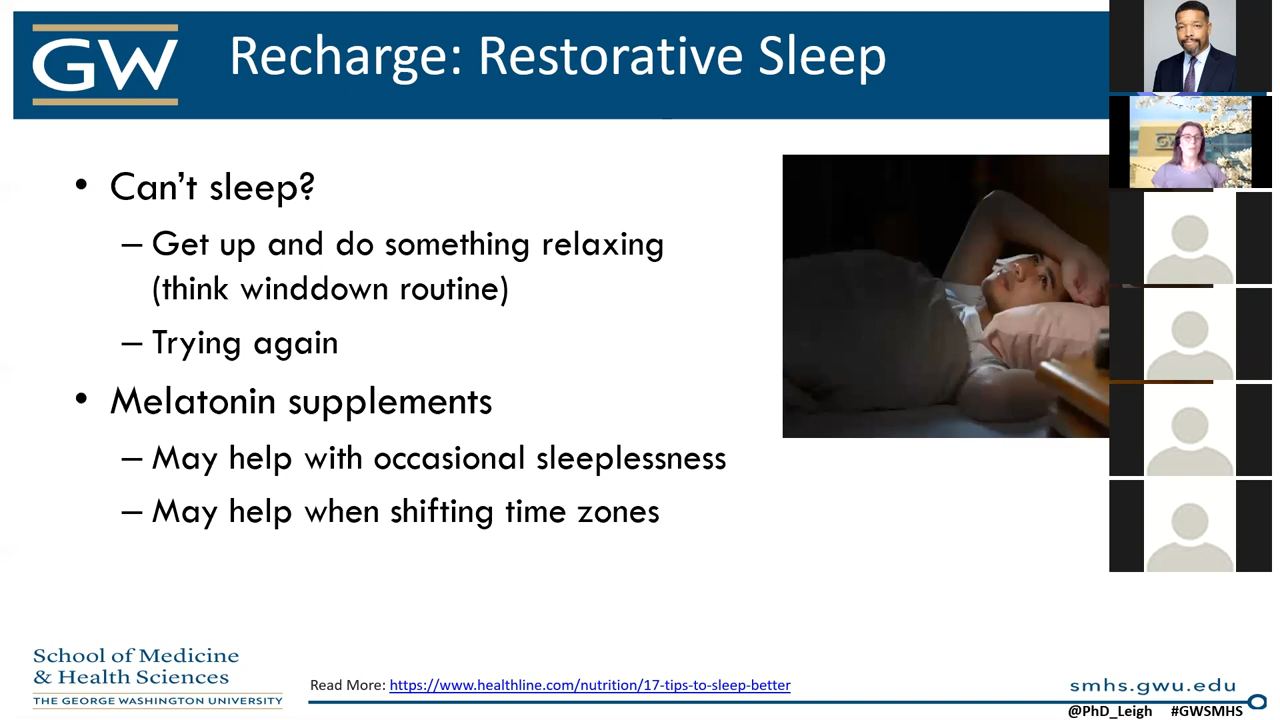 GW
Recharge: Restorative Sleep
• Can't sleep?
– Get up and do something relaxing
(think winddown routine)
– Trying again
• Melatonin supplements
– May help with occasional sleeplessness
– May help when shifting time zones
School of Medicine
& Health Sciences
THE GEORGE WASHINGTON UNIVERSITY
Read More: https://www.healthline.com/nutrition/17-tips-to-sleep-better
smhs.gwu.edu
@PhD_Leigh #GWSMHS